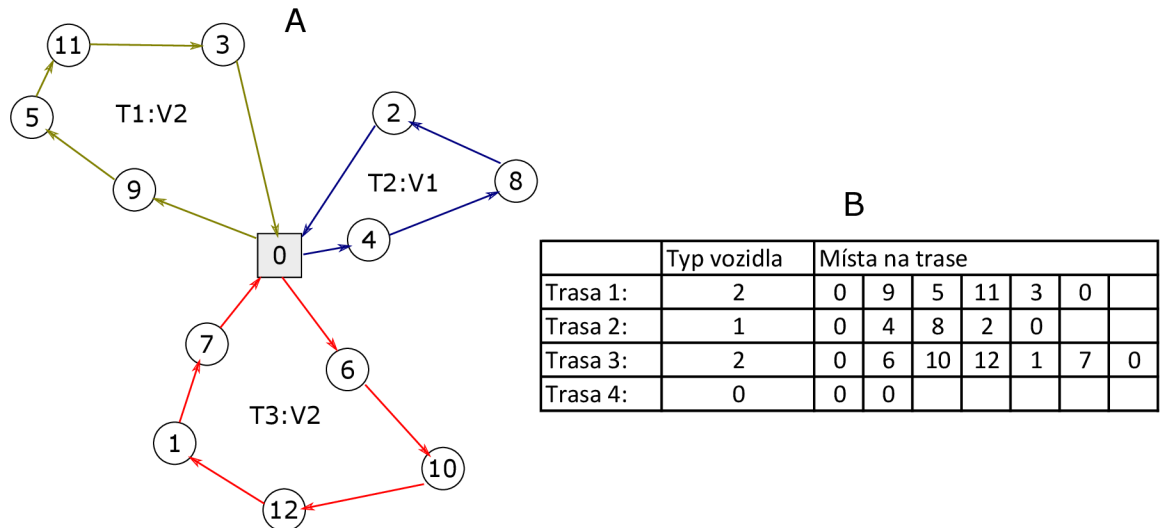 A
11
3
5
T1:V2
2
9
T2:V1
8
4
0
7
6
T3:V2
1
10
12
B
Typ vozidla Místa na trase
Trasa 1: 2 0 9 5 11 3 0
Trasa 2: 1 0 4 8 2 0
Trasa 3: 2 0 6 10 12 1 7 0
Trasa 4: 0 0 0